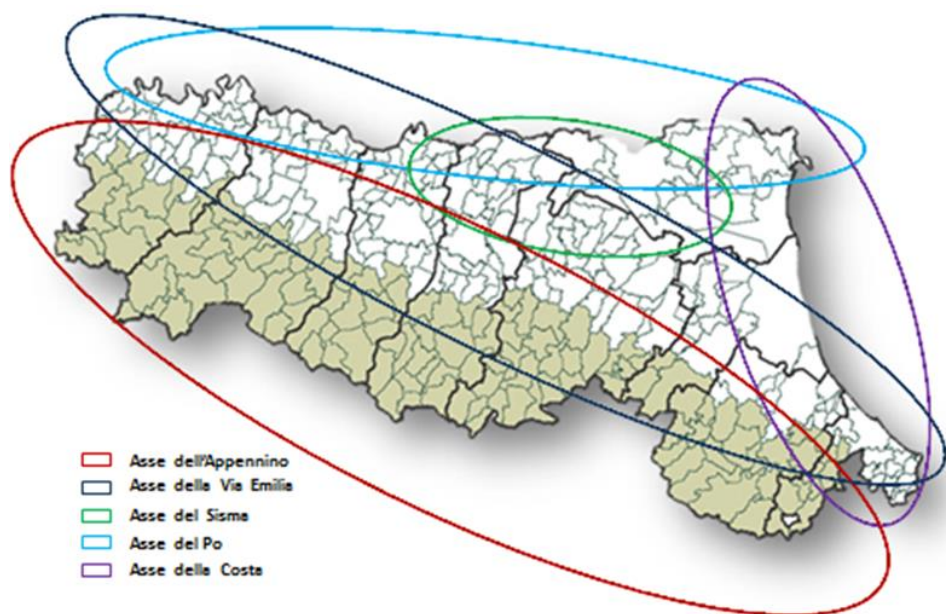 Asse dell'Appennino
Asse della Via Emilia
Asse del Sisma
Asse del Po
Asse della Costa